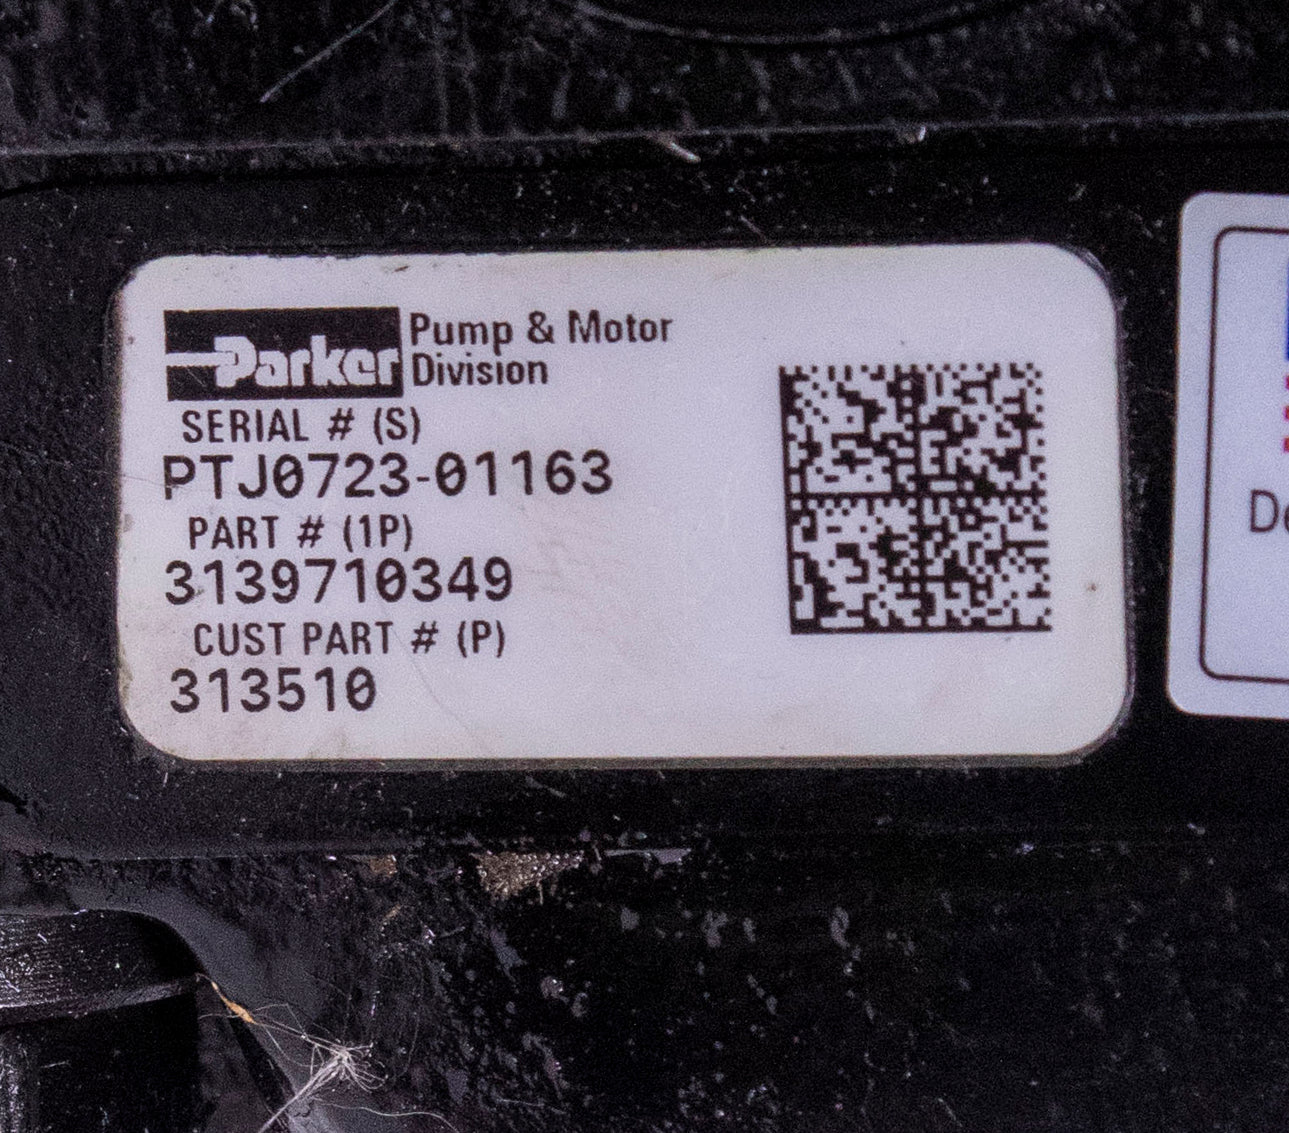 Parker Pump & Motor
Division
SERIAL # (S)
PTJ0723-01163
PART # (1P)
3139710349
CUST PART # (P)
313510